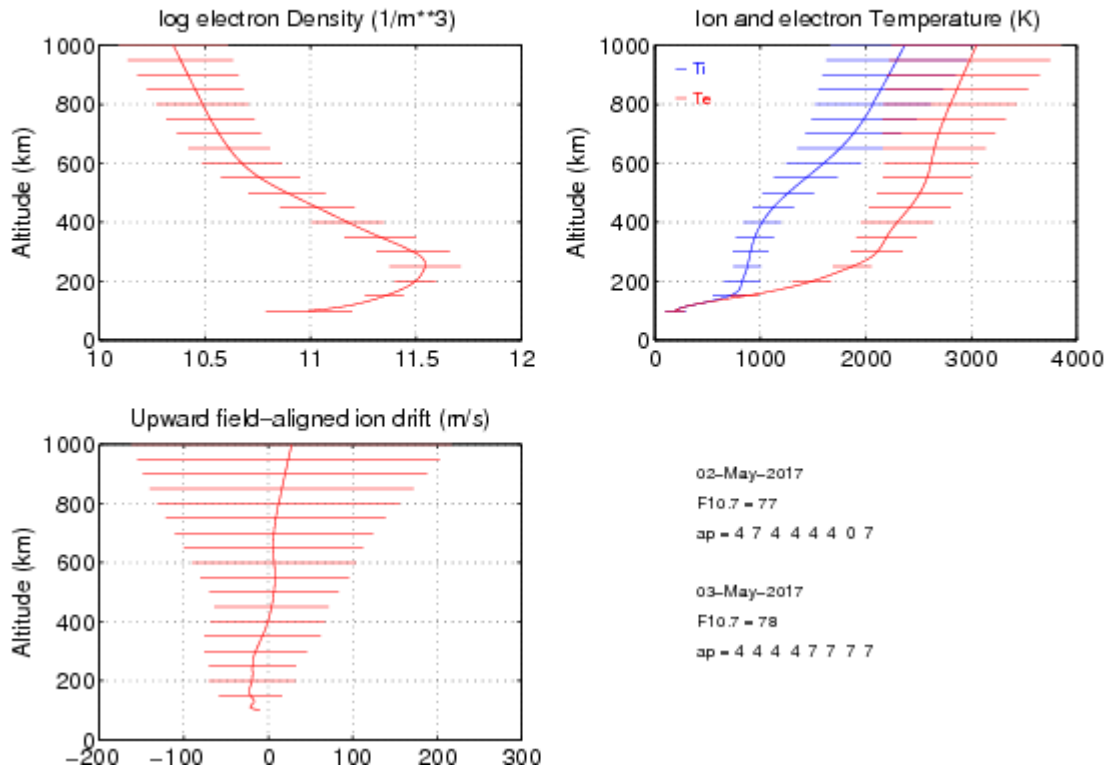 log electron Density (1/m**3)
1000
800
600
400
200
0
Altitude (km)
10 10.5 11 11.5 12
Ion and electron Temperature (K)
1000
800
600
400
200
0
Altitude (km)
Ti
Te
0 1000 2000 3000 4000
Upward field-aligned ion drift (m/s)
1000
800
600
400
200
0
Altitude (km)
−200 −100 0 100 200 300
02-May-2017
F10.7 = 77
ap = 4 7 4 4 4 4 0 7
03-May-2017
F10.7 = 78
ap = 4 4 4 4 7 7 7 7